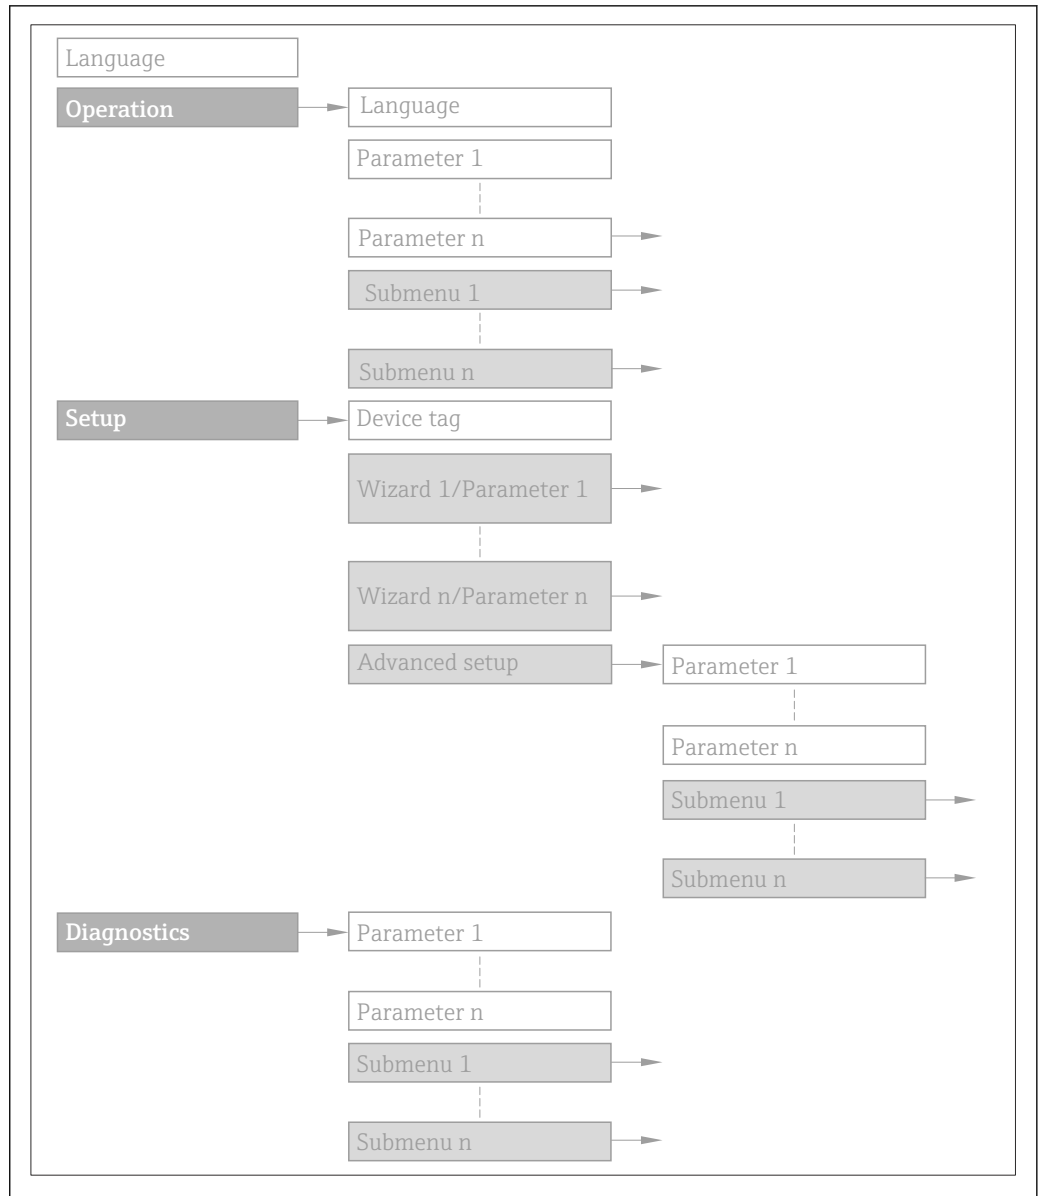 Language
Operation
Language
Parameter 1
Parameter n
Submenu 1
Submenu n
Setup
Device tag
Wizard 1/Parameter 1
Wizard n/Parameter n
Advanced setup
Parameter 1
Parameter n
Submenu 1
Submenu n
Diagnostics
Parameter 1
Parameter n
Submenu 1
Submenu n